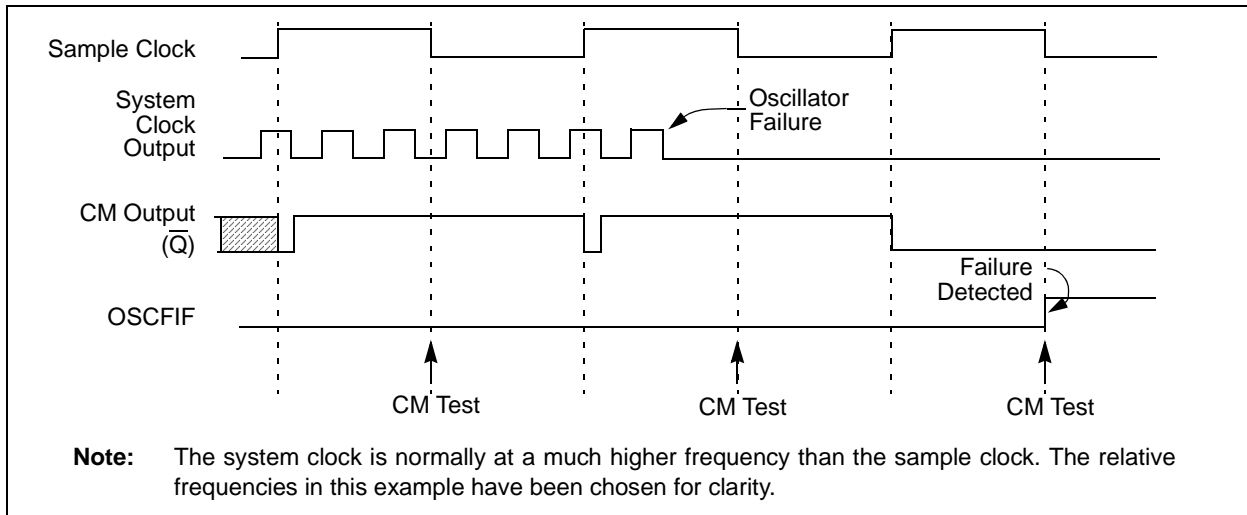 Sample Clock
System
Clock
Output
Oscillator
Failure
CM Output
(Q̅)
Failure
Detected
OSCFIF
CM Test
CM Test
CM Test
Note: The system clock is normally at a much higher frequency than the sample clock. The relative
frequencies in this example have been chosen for clarity.